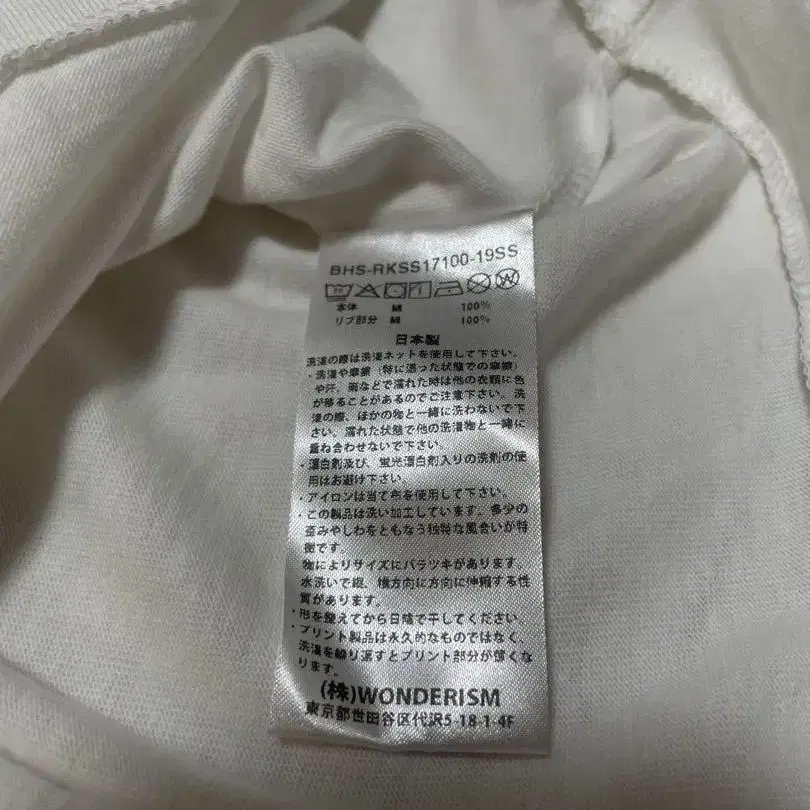 BHS-RKSS17100-19SS
本体 綿 100%
リブ部分 綿 100%
日本製
洗濯の際は洗濯ネットを使用して下さい。
・洗濯や摩擦（特に湿った状態での摩擦）
や汗、雨などで濡れた時は他の衣類に色
が移ることがあるのでご注意下さい。洗
濯の際、ほかの物と一緒に洗わないで下
さい。濡れた状態で他の洗濯物と一緒に
重ね合わせないで下さい。
・漂白剤及び、蛍光漂白剤入りの洗剤の使
用はお避け下さい。
・アイロンは当て布を使用して下さい。
・この製品は洗い加工しています。多少の
歪みやしわをともなう独特な風合いが特
徴です。
物によりサイズにバラツキがあります。
水洗いで縦、横方向に方向に伸縮する性
質があります。
・形を整えてから日陰で干してください。
・プリント製品は永久的なものではなく、
洗濯を繰り返すとプリント部分が薄くな
ります。
(株)WONDERISM
東京都世田谷区代沢5-18-1-4F